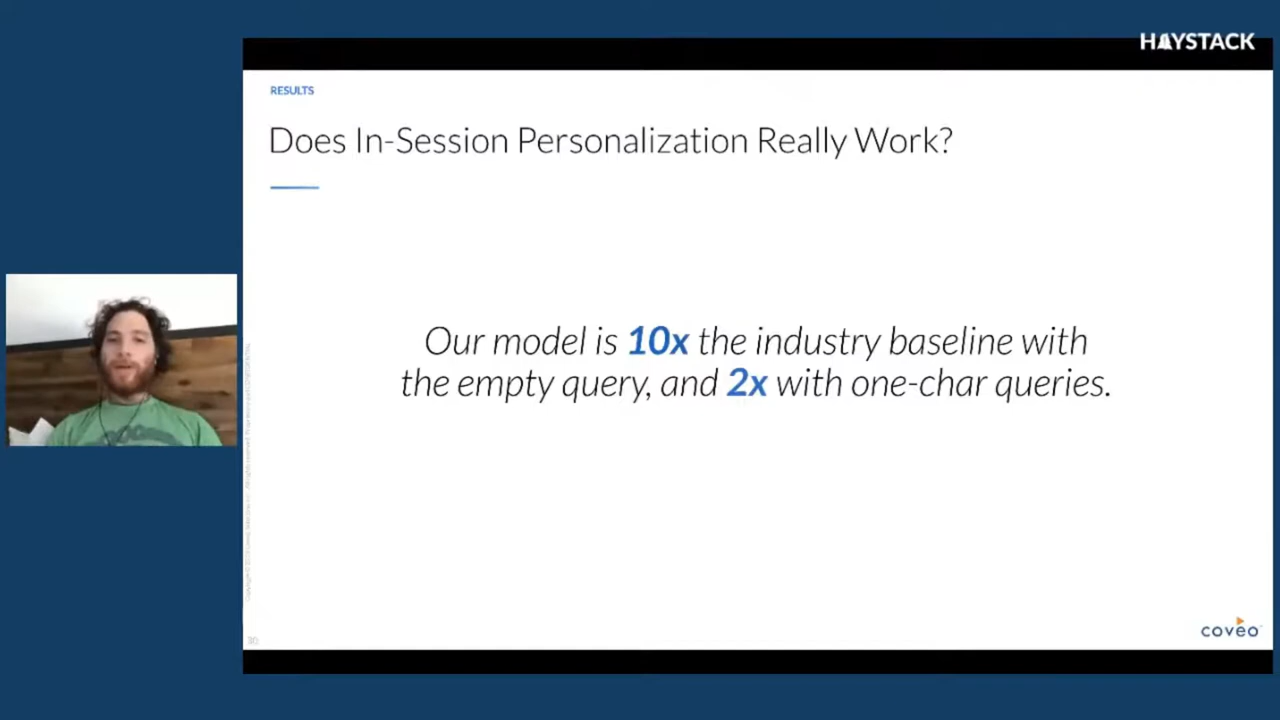 HAYSTACK
RESULTS
Does In-Session Personalization Really Work?
Our model is 10x the industry baseline with
the empty query, and 2x with one-char queries.
coveo